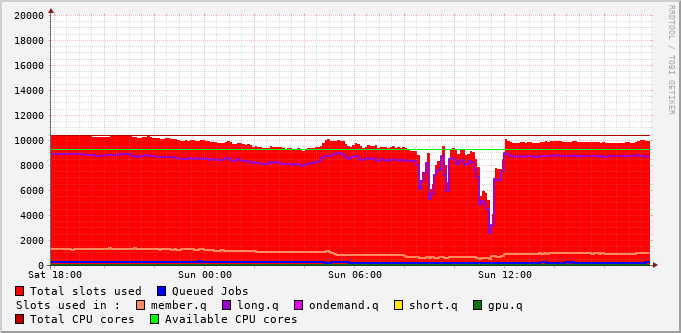 20000
18000
16000
14000
12000
10000
8000
6000
4000
2000
0
Sat 18:00 Sun 00:00 Sun 06:00 Sun 12:00
Total slots used Queued Jobs
Slots used in : member.q long.q ondemand.q short.q gpu.q
Total CPU cores Available CPU cores
RRDTOOL / TOBI OETIKER